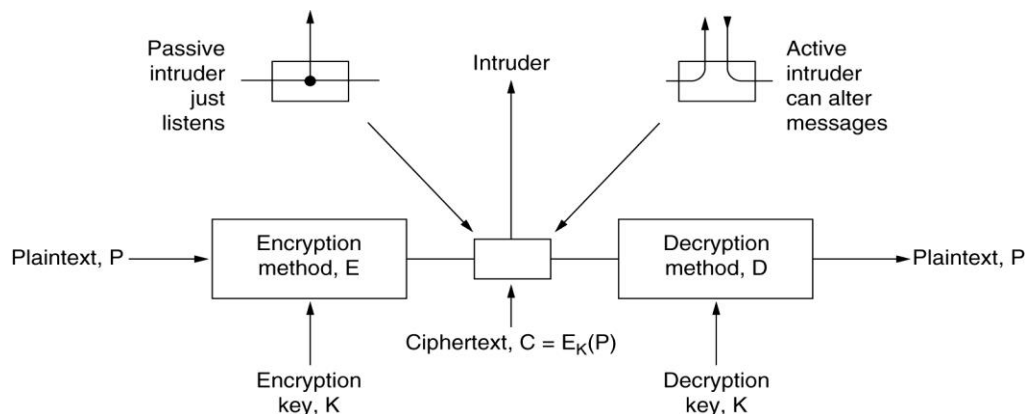 Passive
intruder
just
listens
Intruder
Active
intruder
can alter
messages
Plaintext, P
Encryption
method, E
Decryption
method, D
Plaintext, P
Ciphertext, C = E_K(P)
Encryption
key, K
Decryption
key, K